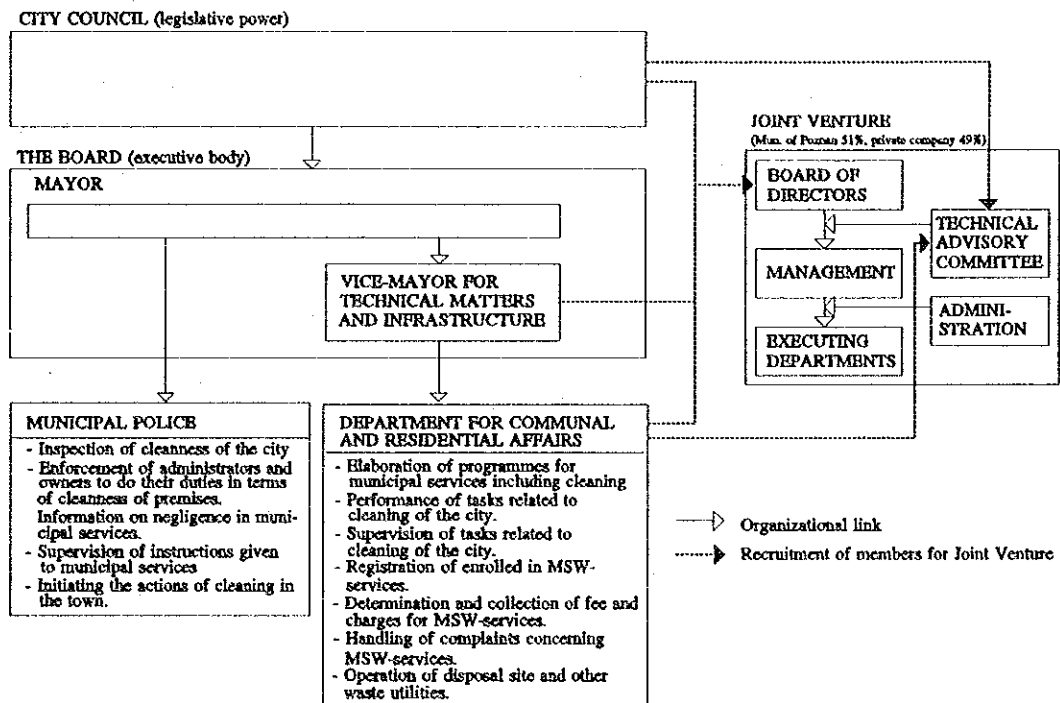 CITY COUNCIL (legislative power)
THE BOARD (executive body)
MAYOR
VICE-MAYOR FOR
TECHNICAL MATTERS
AND INFRASTRUCTURE
JOINT VENTURE
(Mun. of Poznan 51%, private company 49%)
BOARD OF
DIRECTORS
MANAGEMENT
EXECUTING
DEPARTMENTS
TECHNICAL
ADVISORY
COMMITTEE
ADMINI-
STRATION
MUNICIPAL POLICE
- Inspection of cleanness of the city
- Enforcement of administrators and
owners to do their duties in terms
of cleanness of premises.
Information on negligence in muni-
cipal services.
- Supervision of instructions given
to municipal services
- Initiating the actions of cleaning in
the town.
DEPARTMENT FOR COMMUNAL
AND RESIDENTIAL AFFAIRS
- Elaboration of programmes for
municipal services including cleaning
- Performance of tasks related to
cleaning of the city.
- Supervision of tasks related to
cleaning of the city.
- Registration of enrolled in MSW-
services.
- Determination and collection of fee and
charges for MSW-services.
- Handling of complaints concerning
MSW-services.
- Operation of disposal site and other
waste utilities.
Organizational link
Recruitment of members for Joint Venture